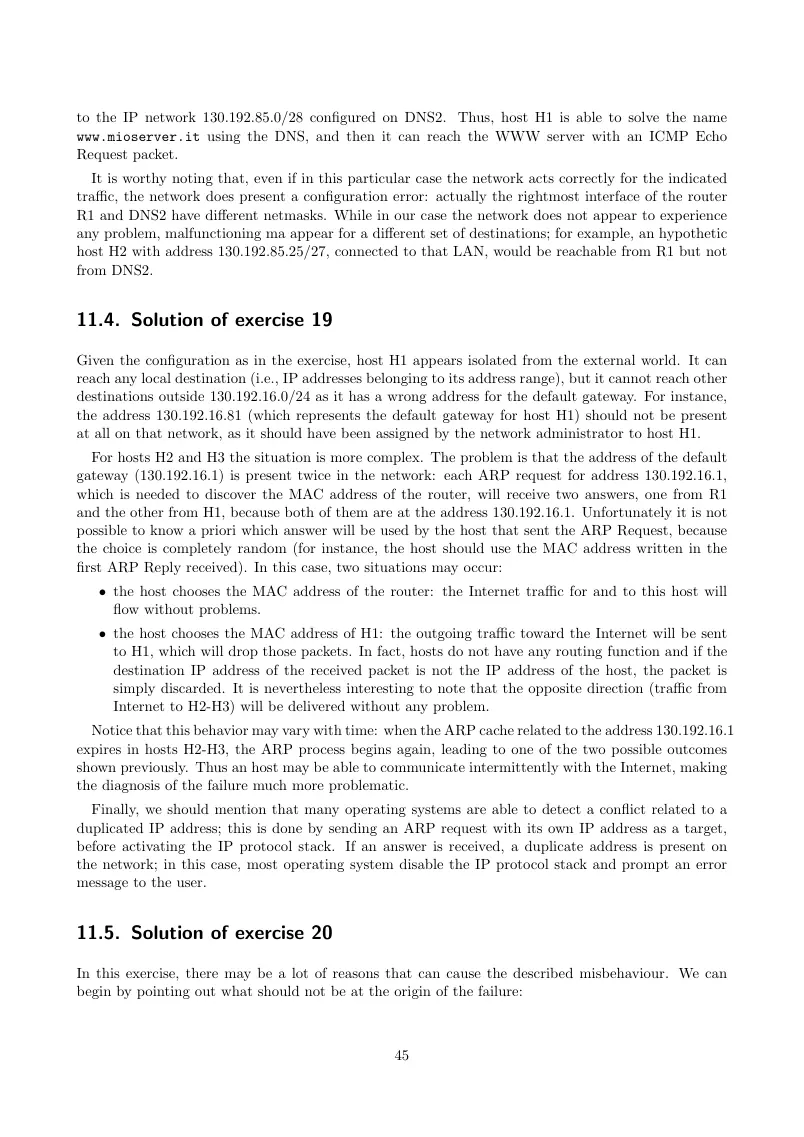 to the IP network 130.192.85.0/28 configured on DNS2. Thus, host H1 is able to solve the name
www.mioserver.it using the DNS, and then it can reach the WWW server with an ICMP Echo
Request packet.
It is worthy noting that, even if in this particular case the network acts correctly for the indicated
traffic, the network does present a configuration error: actually the rightmost interface of the router
R1 and DNS2 have different netmasks. While in our case the network does not appear to experience
any problem, malfunctioning ma appear for a different set of destinations; for example, an hypothetic
host H2 with address 130.192.85.25/27, connected to that LAN, would be reachable from R1 but not
from DNS2.
11.4. Solution of exercise 19
Given the configuration as in the exercise, host H1 appears isolated from the external world. It can
reach any local destination (i.e., IP addresses belonging to its address range), but it cannot reach other
destinations outside 130.192.16.0/24 as it has a wrong address for the default gateway. For instance,
the address 130.192.16.81 (which represents the default gateway for host H1) should not be present
at all on that network, as it should have been assigned by the network administrator to host H1.
For hosts H2 and H3 the situation is more complex. The problem is that the address of the default
gateway (130.192.16.1) is present twice in the network: each ARP request for address 130.192.16.1,
which is needed to discover the MAC address of the router, will receive two answers, one from R1
and the other from H1, because both of them are at the address 130.192.16.1. Unfortunately it is not
possible to know a priori which answer will be used by the host that sent the ARP Request, because
the choice is completely random (for instance, the host should use the MAC address written in the
first ARP Reply received). In this case, two situations may occur:
• the host chooses the MAC address of the router: the Internet traffic for and to this host will
flow without problems.
• the host chooses the MAC address of H1: the outgoing traffic toward the Internet will be sent
to H1, which will drop those packets. In fact, hosts do not have any routing function and if the
destination IP address of the received packet is not the IP address of the host, the packet is
simply discarded. It is nevertheless interesting to note that the opposite direction (traffic from
Internet to H2-H3) will be delivered without any problem.
Notice that this behavior may vary with time: when the ARP cache related to the address 130.192.16.1
expires in hosts H2-H3, the ARP process begins again, leading to one of the two possible outcomes
shown previously. Thus an host may be able to communicate intermittently with the Internet, making
the diagnosis of the failure much more problematic.
Finally, we should mention that many operating systems are able to detect a conflict related to a
duplicated IP address; this is done by sending an ARP request with its own IP address as a target,
before activating the IP protocol stack. If an answer is received, a duplicate address is present on
the network; in this case, most operating system disable the IP protocol stack and prompt an error
message to the user.
11.5. Solution of exercise 20
In this exercise, there may be a lot of reasons that can cause the described misbehaviour. We can
begin by pointing out what should not be at the origin of the failure:
45